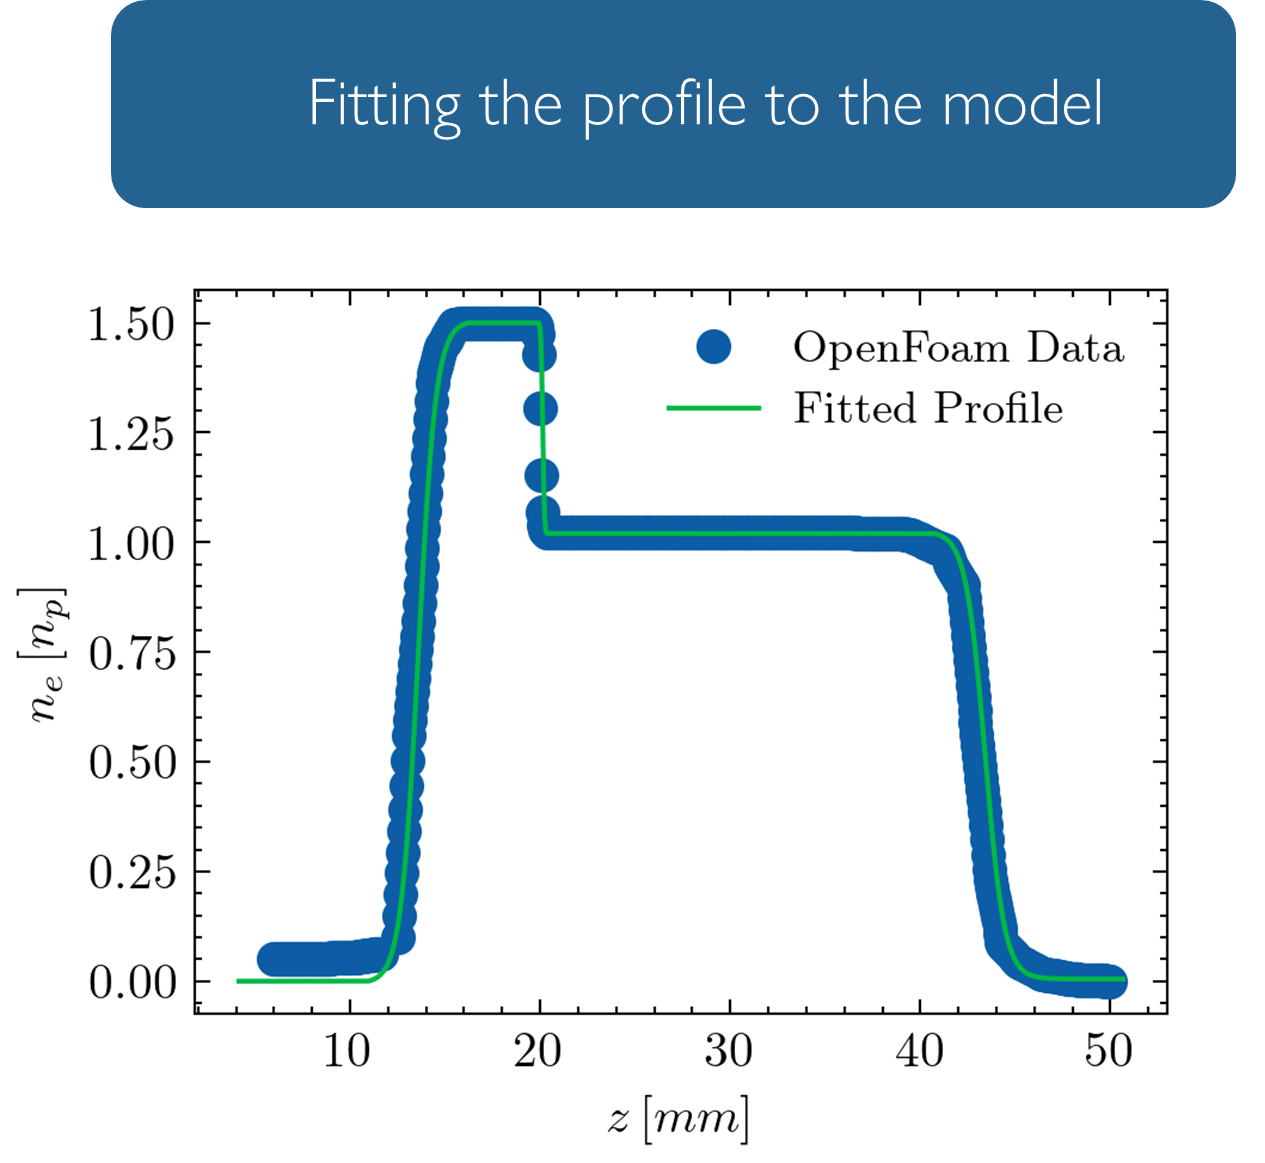 Fitting the profile to the model
1.50
1.25
1.00
0.75
0.50
0.25
0.00
n_e [n_p]
OpenFoam Data
Fitted Profile
10 20 30 40 50
z [mm]